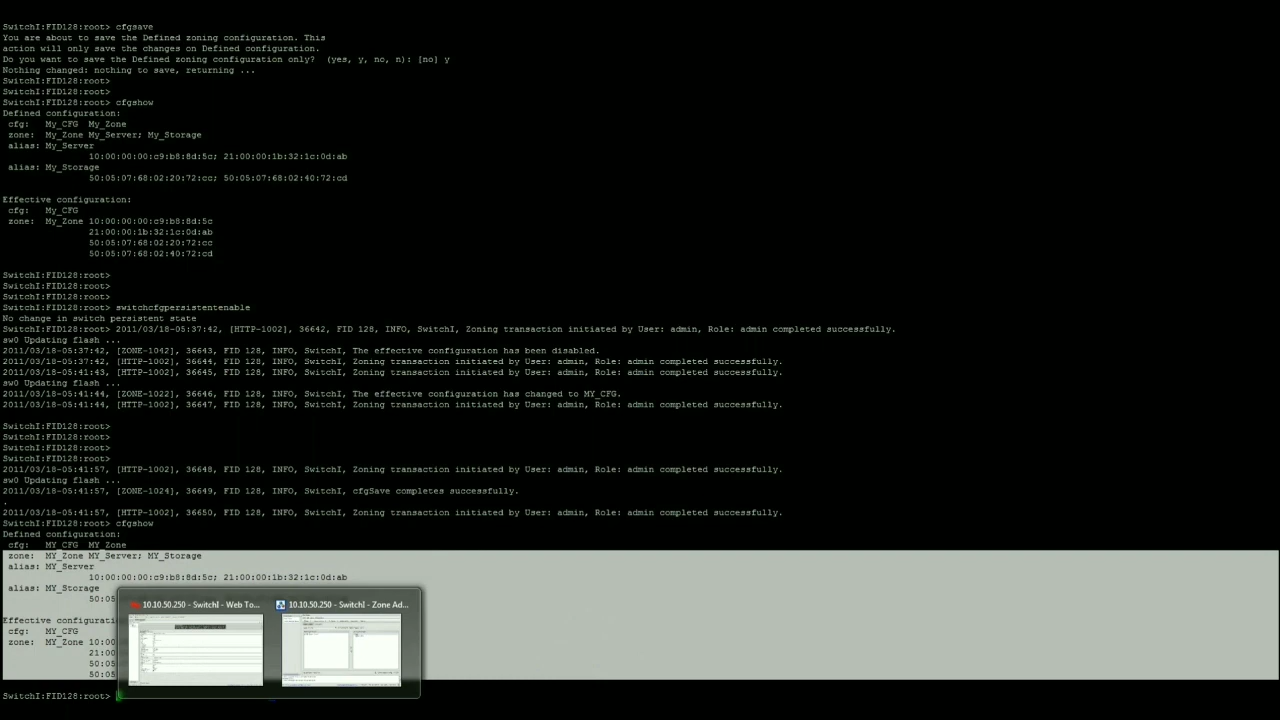 SwitchI:FID128:root> cfgsave
You are about to save the Defined zoning configuration. This
action will only save the changes on Defined configuration.
Do you want to save the Defined zoning configuration only?  (yes, y, no, n): [no] y
Nothing changed: nothing to save, returning ...
SwitchI:FID128:root>
SwitchI:FID128:root>
SwitchI:FID128:root> cfgshow
Defined configuration:
cfg:   My_CFG  My_Zone
zone:  My_Zone My_Server; My_Storage
alias: My_Server
10:00:00:00:c9:b8:8d:5c; 21:00:00:1b:32:1c:0d:ab
alias: My_Storage
50:05:07:68:02:20:72:cc; 50:05:07:68:02:40:72:cd
Effective configuration:
cfg:   My_CFG
zone:  My_Zone 10:00:00:00:c9:b8:8d:5c
21:00:00:1b:32:1c:0d:ab
50:05:07:68:02:20:72:cc
50:05:07:68:02:40:72:cd
SwitchI:FID128:root>
SwitchI:FID128:root>
SwitchI:FID128:root>
SwitchI:FID128:root> switchcfgpersistentenable
No change in switch persistent state
SwitchI:FID128:root> 2011/03/18-05:37:42, [HTTP-1002], 36642, FID 128, INFO, SwitchI, Zoning transaction initiated by User: admin, Role: admin completed successfully.
sw0 Updating flash ...
2011/03/18-05:37:42, [ZONE-1042], 36643, FID 128, INFO, SwitchI, The effective configuration has been disabled.
2011/03/18-05:37:42, [HTTP-1002], 36644, FID 128, INFO, SwitchI, Zoning transaction initiated by User: admin, Role: admin completed successfully.
2011/03/18-05:41:43, [HTTP-1002], 36645, FID 128, INFO, SwitchI, Zoning transaction initiated by User: admin, Role: admin completed successfully.
sw0 Updating flash ...
2011/03/18-05:41:44, [ZONE-1022], 36646, FID 128, INFO, SwitchI, The effective configuration has changed to MY_CFG.
2011/03/18-05:41:44, [HTTP-1002], 36647, FID 128, INFO, SwitchI, Zoning transaction initiated by User: admin, Role: admin completed successfully.
SwitchI:FID128:root>
SwitchI:FID128:root>
SwitchI:FID128:root>
SwitchI:FID128:root>
2011/03/18-05:41:57, [HTTP-1002], 36648, FID 128, INFO, SwitchI, Zoning transaction initiated by User: admin, Role: admin completed successfully.
sw0 Updating flash ...
2011/03/18-05:41:57, [ZONE-1024], 36649, FID 128, INFO, SwitchI, cfgSave completes successfully.
.
2011/03/18-05:41:57, [HTTP-1002], 36650, FID 128, INFO, SwitchI, Zoning transaction initiated by User: admin, Role: admin completed successfully.
SwitchI:FID128:root> cfgshow
Defined configuration:
cfg:   MY_CFG  MY_Zone
zone:  MY_Zone MY_Server; MY_Storage
alias: MY_Server
10:00:00:00:c9:b8:8d:5c; 21:00:00:1b:32:1c:0d:ab
alias: MY_Storage
50:
10.10.50.250 - SwitchI - Web To... 10.10.50.250 - SwitchI - Zone Ad...
Effective
cfg:   MY_CFG
zone:  MY_Zone 10:00
21:00
50:05
50:05
SwitchI:FID128:root>